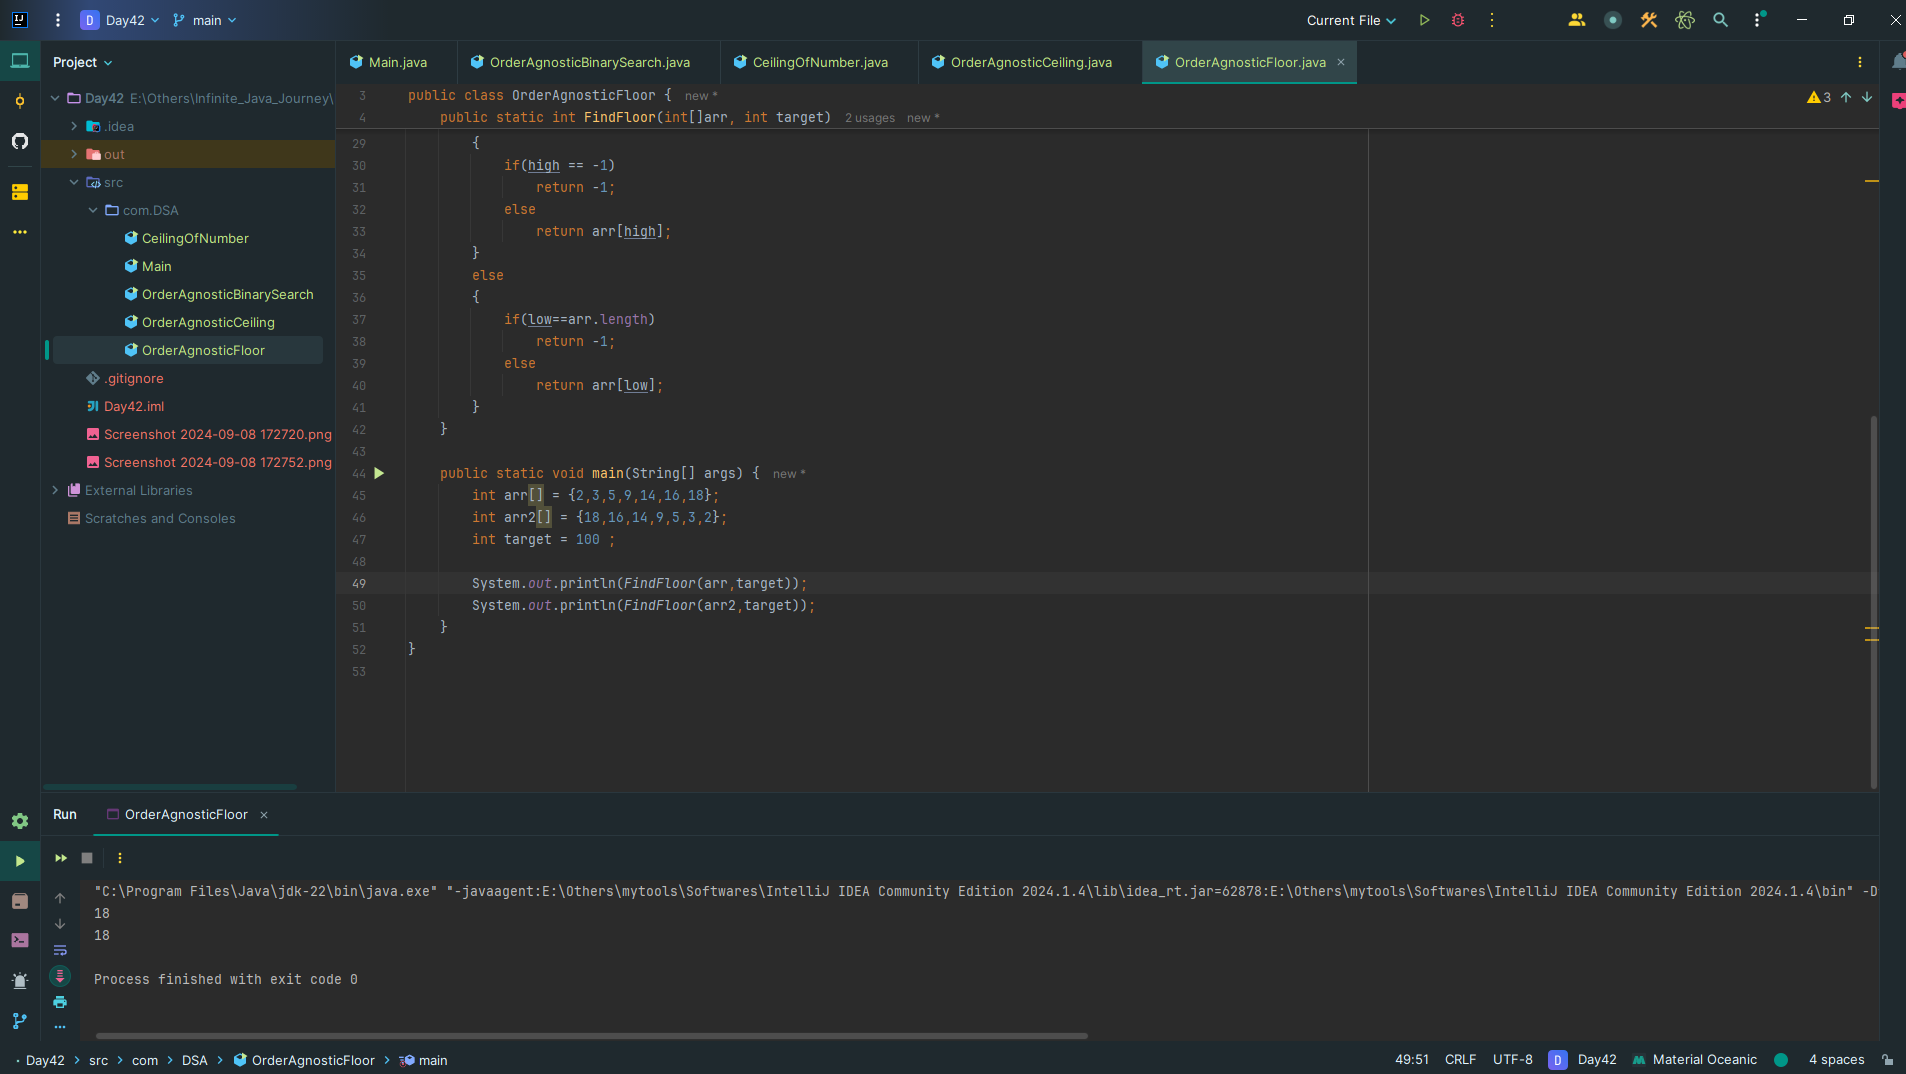 D Day42 main Current File
Project
Main.java OrderAgnosticBinarySearch.java CeilingOfNumber.java OrderAgnosticCeiling.java OrderAgnosticFloor.java
Day42 E:\Others\Infinite_Java_Journey\
.idea
out
src
com.DSA
CeilingOfNumber
Main
OrderAgnosticBinarySearch
OrderAgnosticCeiling
OrderAgnosticFloor
.gitignore
Day42.iml
Screenshot 2024-09-08 172720.png
Screenshot 2024-09-08 172752.png
External Libraries
Scratches and Consoles
3 public class OrderAgnosticFloor { new *
4 public static int FindFloor(int[]arr, int target) 2 usages new *
3
29 {
30 if(high == -1)
31 return -1;
32 else
33 return arr[high];
34 }
35 else
36 {
37 if(low==arr.length)
38 return -1;
39 else
40 return arr[low];
41 }
42 }
43
44 public static void main(String[] args) { new *
45 int arr[] = {2,3,5,9,14,16,18};
46 int arr2[] = {18,16,14,9,5,3,2};
47 int target = 100 ;
48
49 System.out.println(FindFloor(arr,target));
50 System.out.println(FindFloor(arr2,target));
51 }
52 }
53
Run OrderAgnosticFloor
"C:\Program Files\Java\jdk-22\bin\java.exe" "-javaagent:E:\Others\mytools\Softwares\IntelliJ IDEA Community Edition 2024.1.4\lib\idea_rt.jar=62878:E:\Others\mytools\Softwares\IntelliJ IDEA Community Edition 2024.1.4\bin" -D
18
18
Process finished with exit code 0
Day42 > src > com > DSA > OrderAgnosticFloor > main 49:51 CRLF UTF-8 D Day42 Material Oceanic 4 spaces